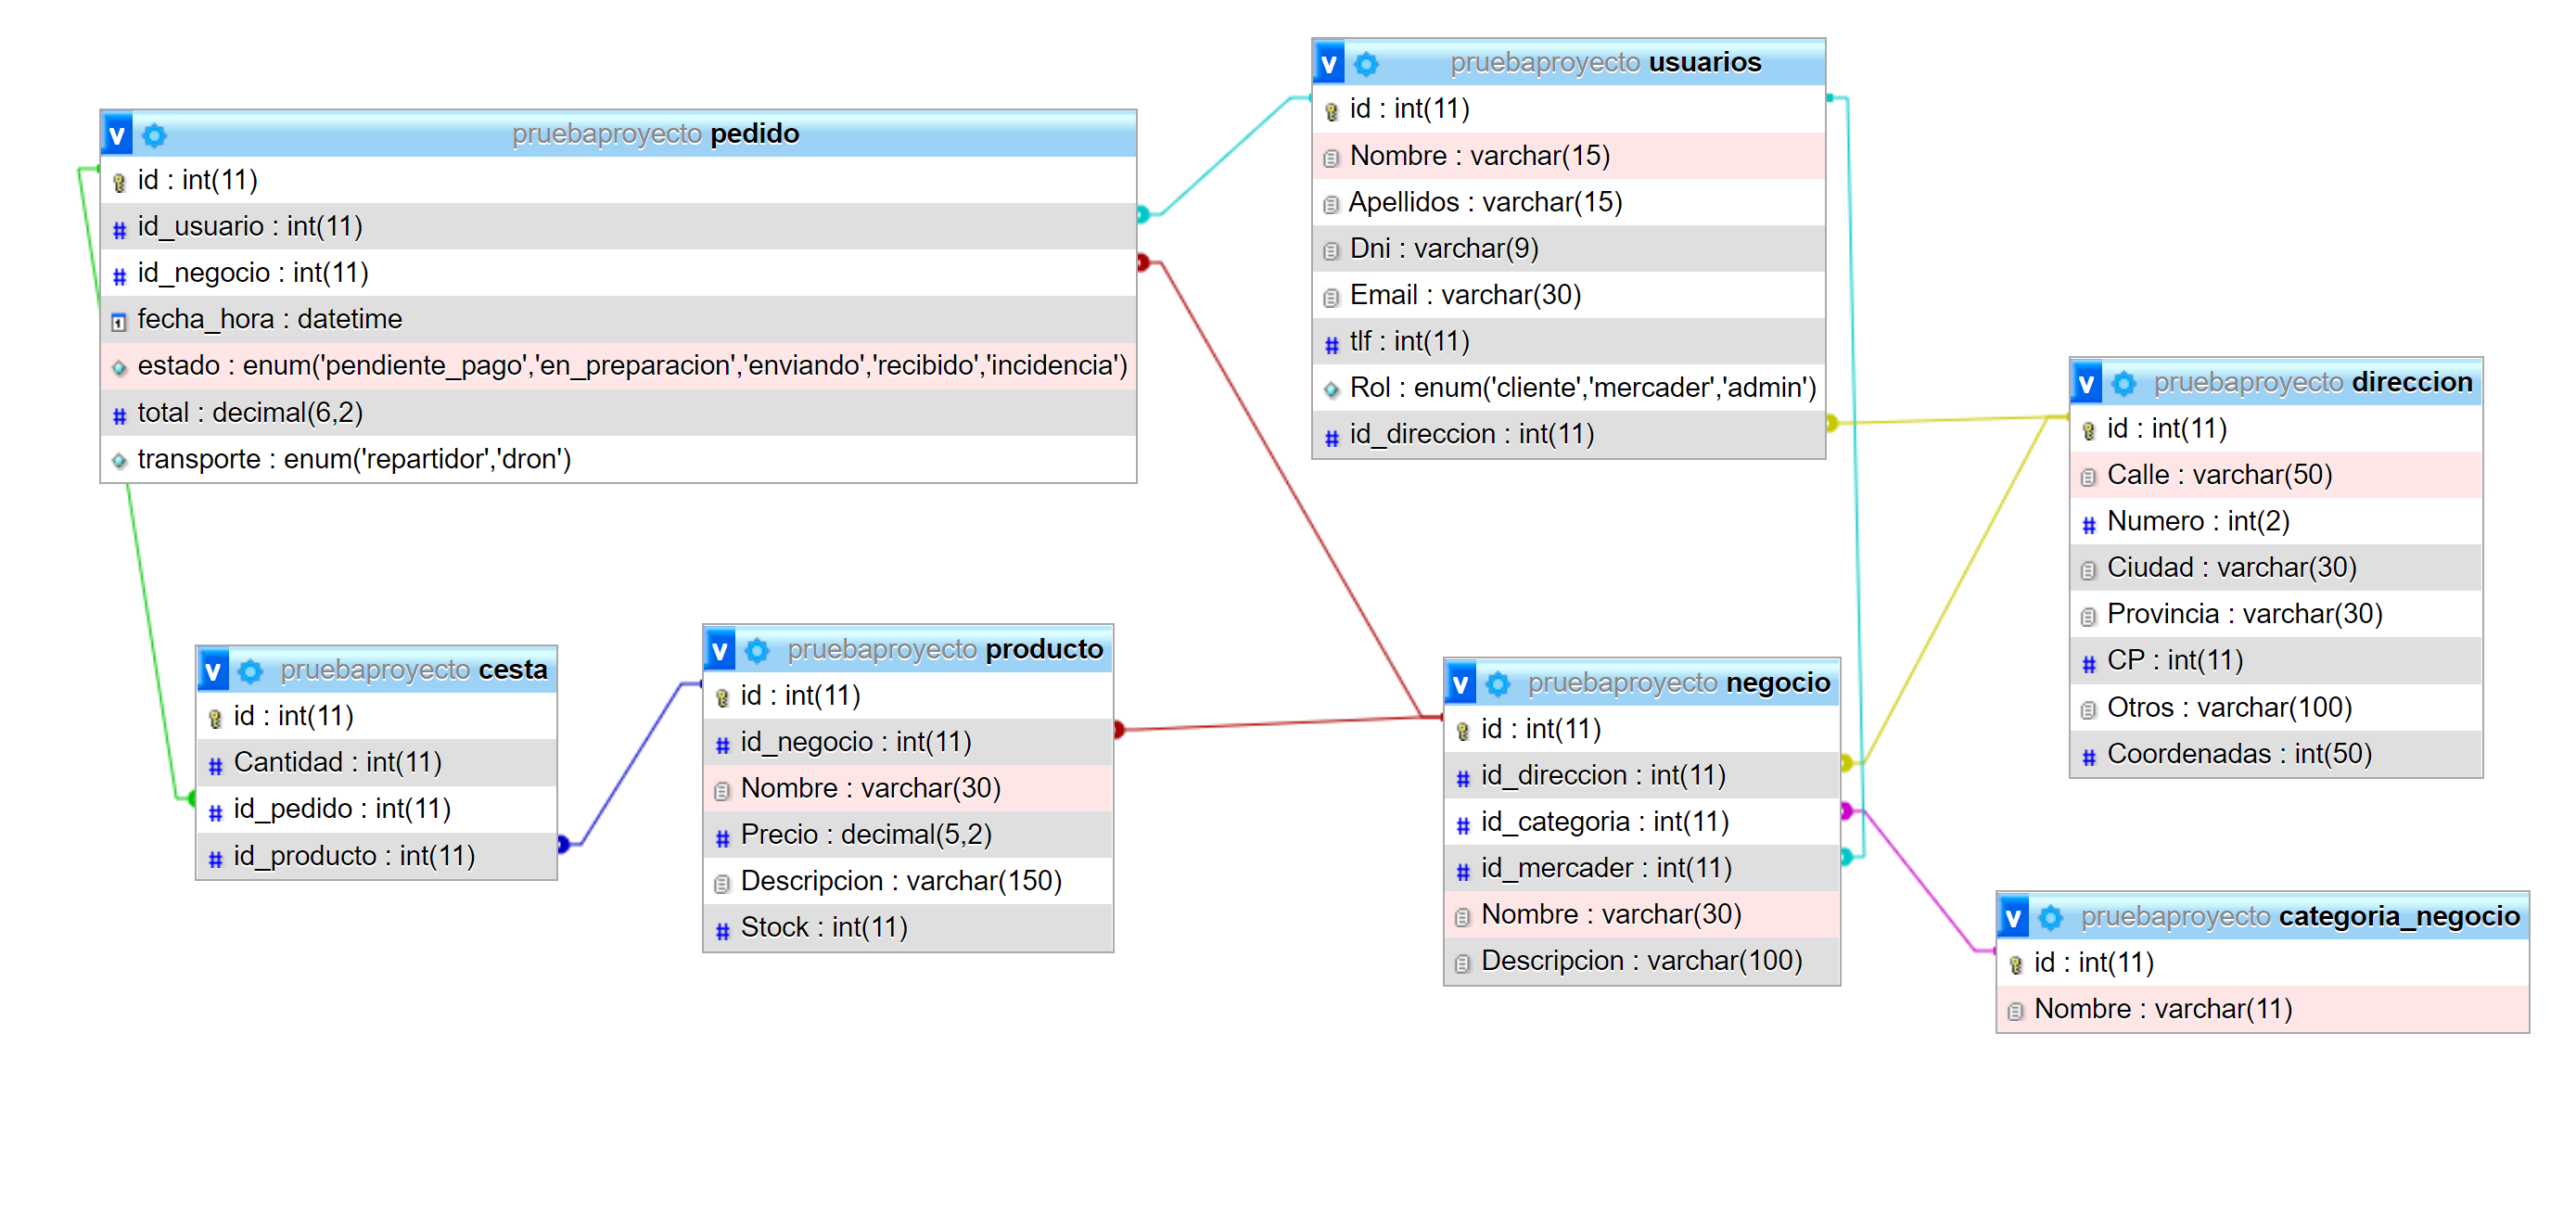 v pruebaproyecto pedido
id : int(11)
id_usuario : int(11)
id_negocio : int(11)
fecha_hora : datetime
estado : enum('pendiente_pago','en_preparacion','enviando','recibido','incidencia')
total : decimal(6,2)
transporte : enum('repartidor','dron')
v pruebaproyecto usuarios
id : int(11)
Nombre : varchar(15)
Apellidos : varchar(15)
Dni : varchar(9)
Email : varchar(30)
tlf : int(11)
Rol : enum('cliente','mercader','admin')
id_direccion : int(11)
v pruebaproyecto direccion
id : int(11)
Calle : varchar(50)
Numero : int(2)
Ciudad : varchar(30)
Provincia : varchar(30)
CP : int(11)
Otros : varchar(100)
Coordenadas : int(50)
v pruebaproyecto cesta
id : int(11)
Cantidad : int(11)
id_pedido : int(11)
id_producto : int(11)
v pruebaproyecto producto
id : int(11)
id_negocio : int(11)
Nombre : varchar(30)
Precio : decimal(5,2)
Descripcion : varchar(150)
Stock : int(11)
v pruebaproyecto negocio
id : int(11)
id_direccion : int(11)
id_categoria : int(11)
id_mercader : int(11)
Nombre : varchar(30)
Descripcion : varchar(100)
v pruebaproyecto categoria_negocio
id : int(11)
Nombre : varchar(11)